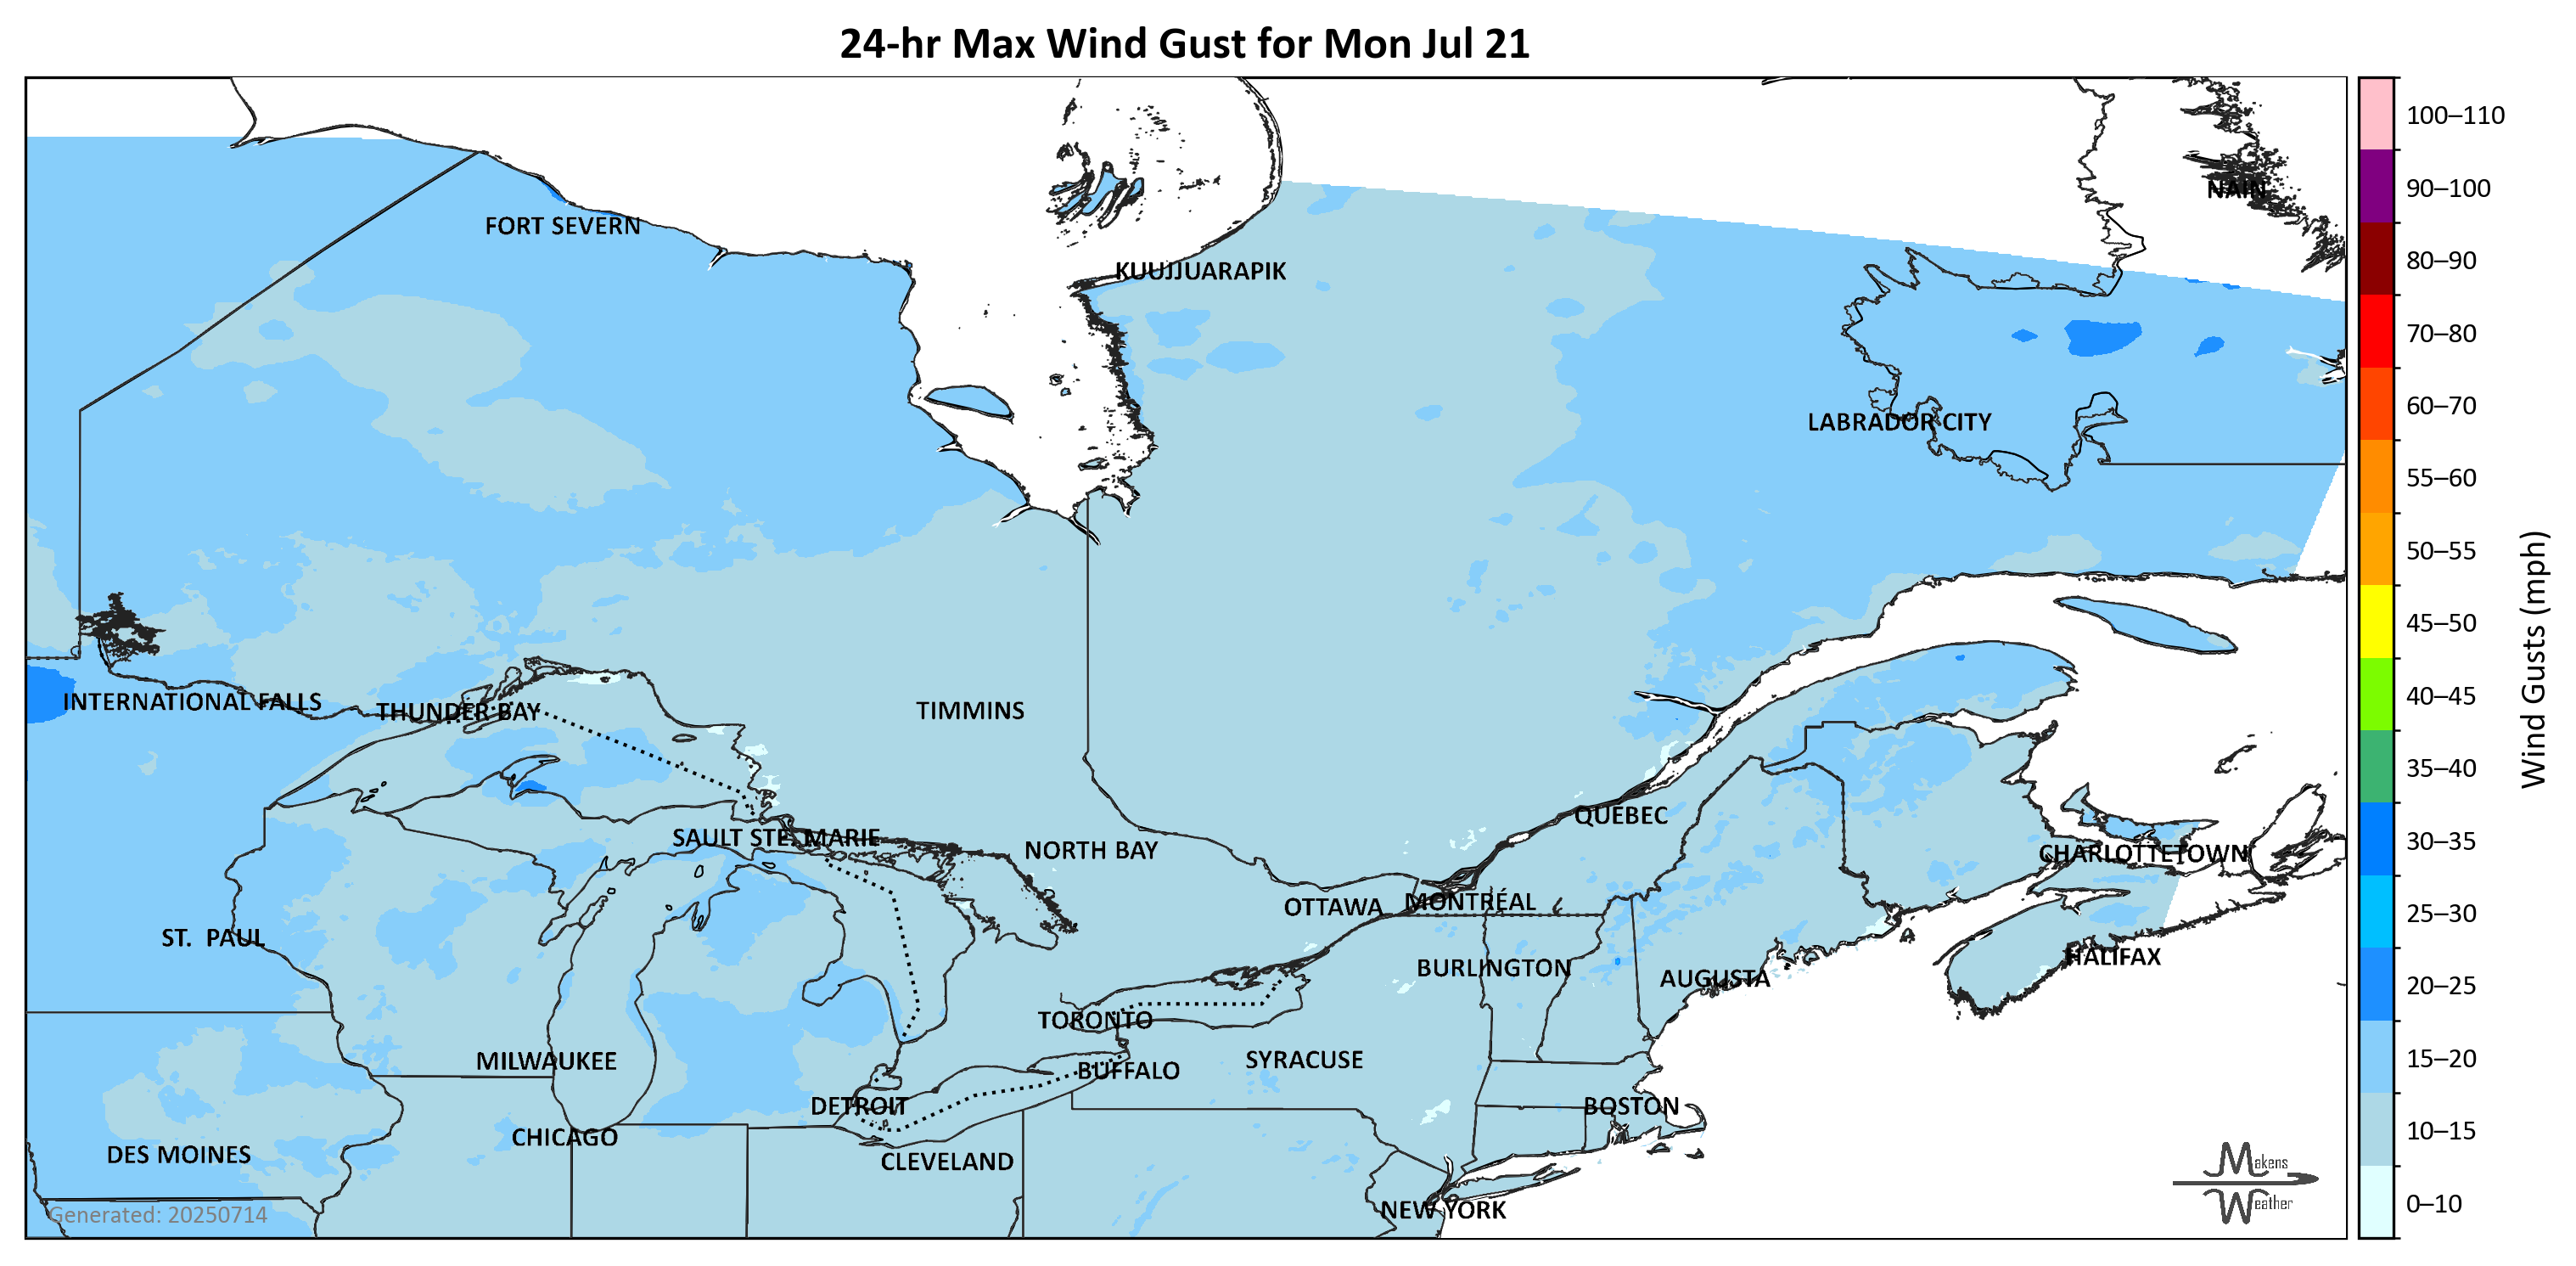 24-hr Max Wind Gust for Mon Jul 21
NAIN
FORT SEVERN
KUUJJUARAPIK
LABRADOR CITY
INTERNATIONAL FALLS
THUNDER BAY
TIMMINS
QUÉBEC
SAULT STE. MARIE
NORTH BAY
CHARLOTTETOWN
OTTAWA
MONTRÉAL
ST.  PAUL
HALIFAX
BURLINGTON
AUGUSTA
TORONTO
MILWAUKEE
SYRACUSE
BUFFALO
DETROIT
BOSTON
CHICAGO
DES MOINES
CLEVELAND
NEW YORK
Generated: 20250714
Makens
Weather
100–110
90–100
80–90
70–80
60–70
55–60
50–55
45–50
40–45
35–40
30–35
25–30
20–25
15–20
10–15
0–10
Wind Gusts (mph)